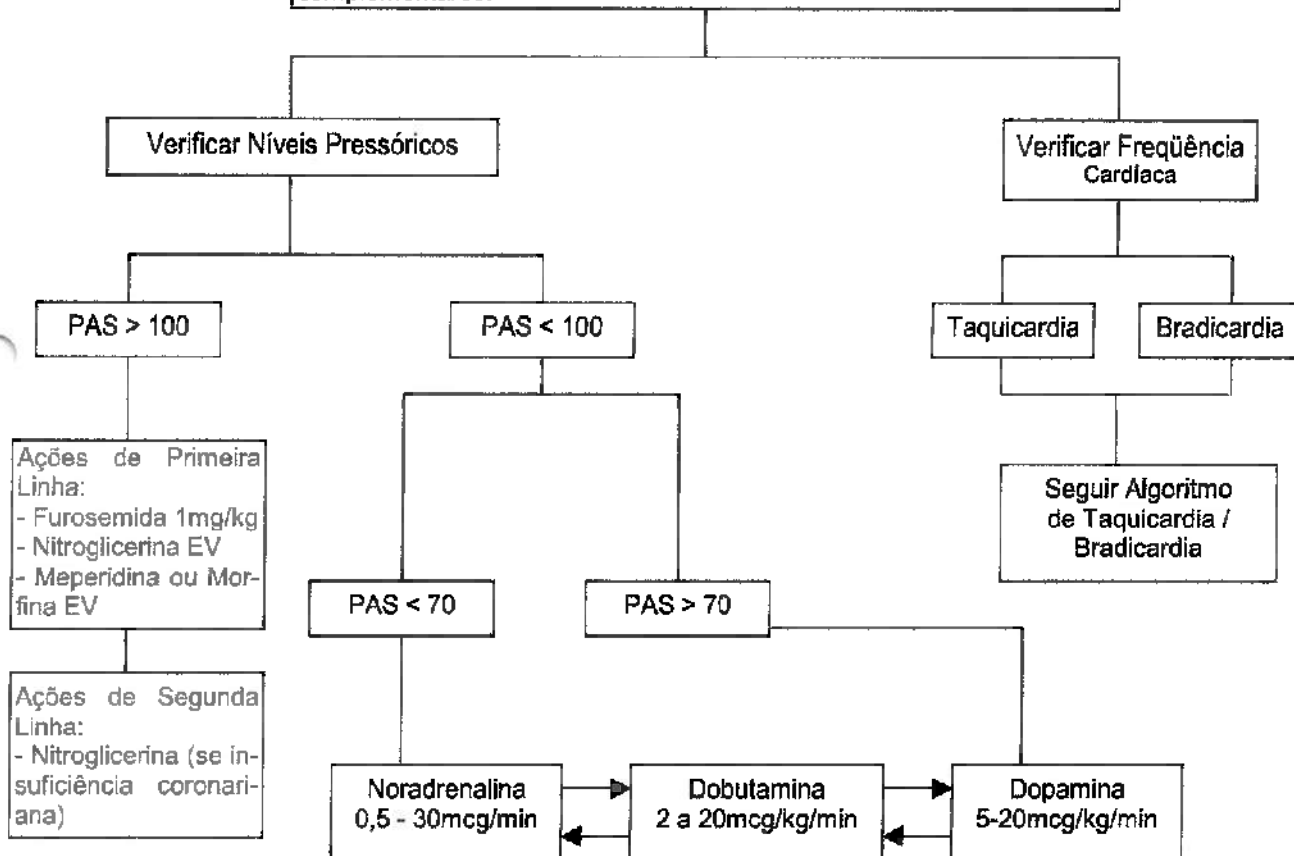 Verificar Níveis Pressóricos
Verificar Freqüência
Cardíaca
PAS > 100
PAS < 100
Taquicardia
Bradicardia
Ações de Primeira
Linha:
- Furosemida 1mg/kg
- Nitroglicerina EV
- Meperidina ou Mor-
fina EV
Seguir Algoritmo
de Taquicardia /
Bradicardia
PAS < 70
PAS > 70
Ações de Segunda
Linha:
- Nitroglicerina (se in-
suficiência coronari-
ana)
Noradrenalina
0,5 - 30mcg/min
Dobutamina
2 a 20mcg/kg/min
Dopamina
5-20mcg/kg/min